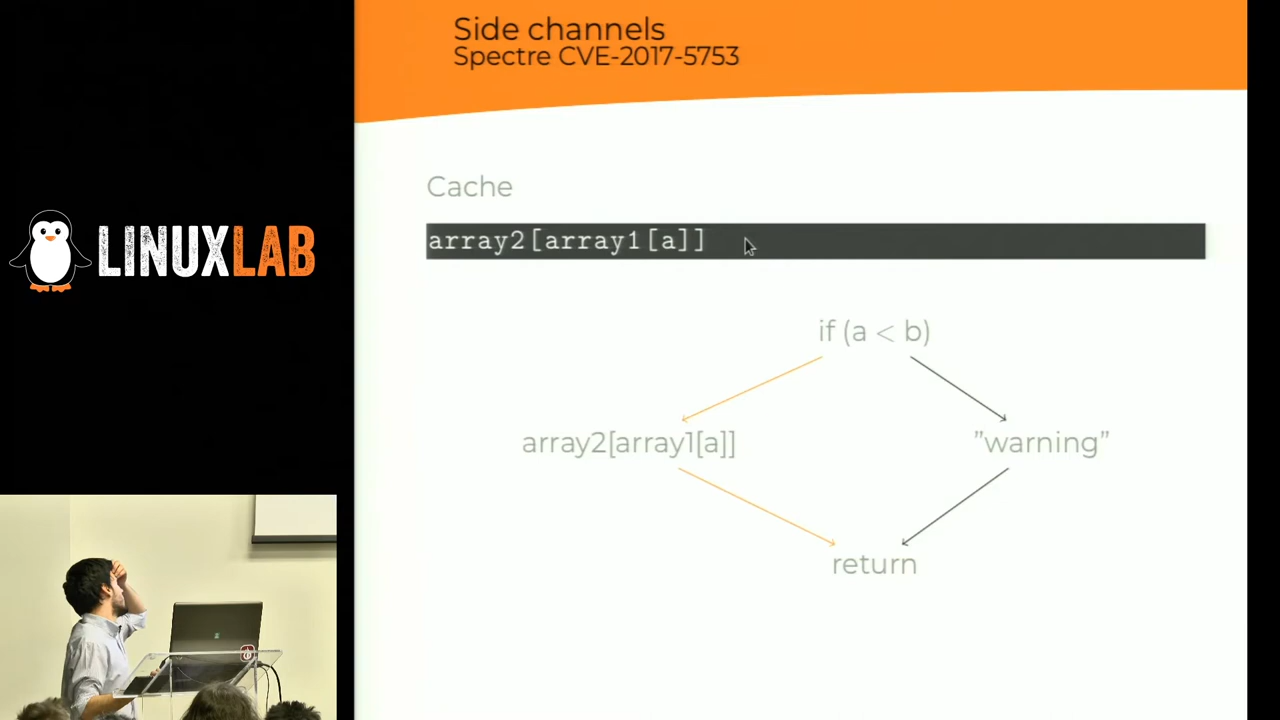 Side channels
Spectre CVE-2017-5753
LINUXLAB
Cache
array2[array1[a]]
if (a < b)
array2[array1[a]]
”warning”
return